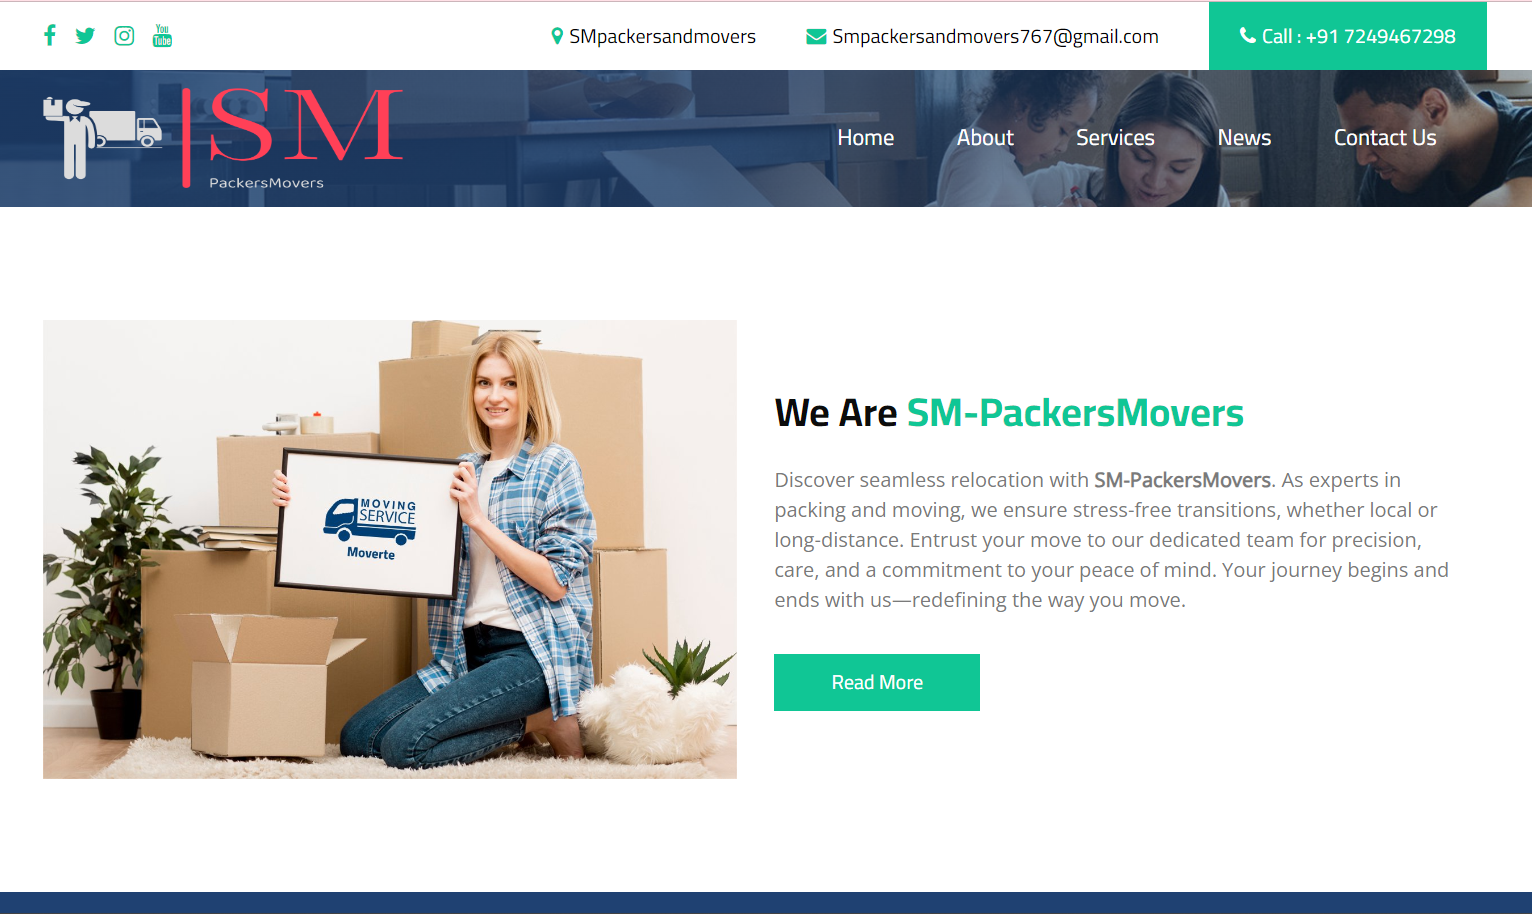 You
Tube
SMpackersandmovers
Smpackersandmovers767@gmail.com
Call : +91 7249467298
SM
PackersMovers
Home
About
Services
News
Contact Us
MOVING
SERVICE
Moverte
We Are SM-PackersMovers
Discover seamless relocation with SM-PackersMovers. As experts in
packing and moving, we ensure stress-free transitions, whether local or
long-distance. Entrust your move to our dedicated team for precision,
care, and a commitment to your peace of mind. Your journey begins and
ends with us—redefining the way you move.
Read More